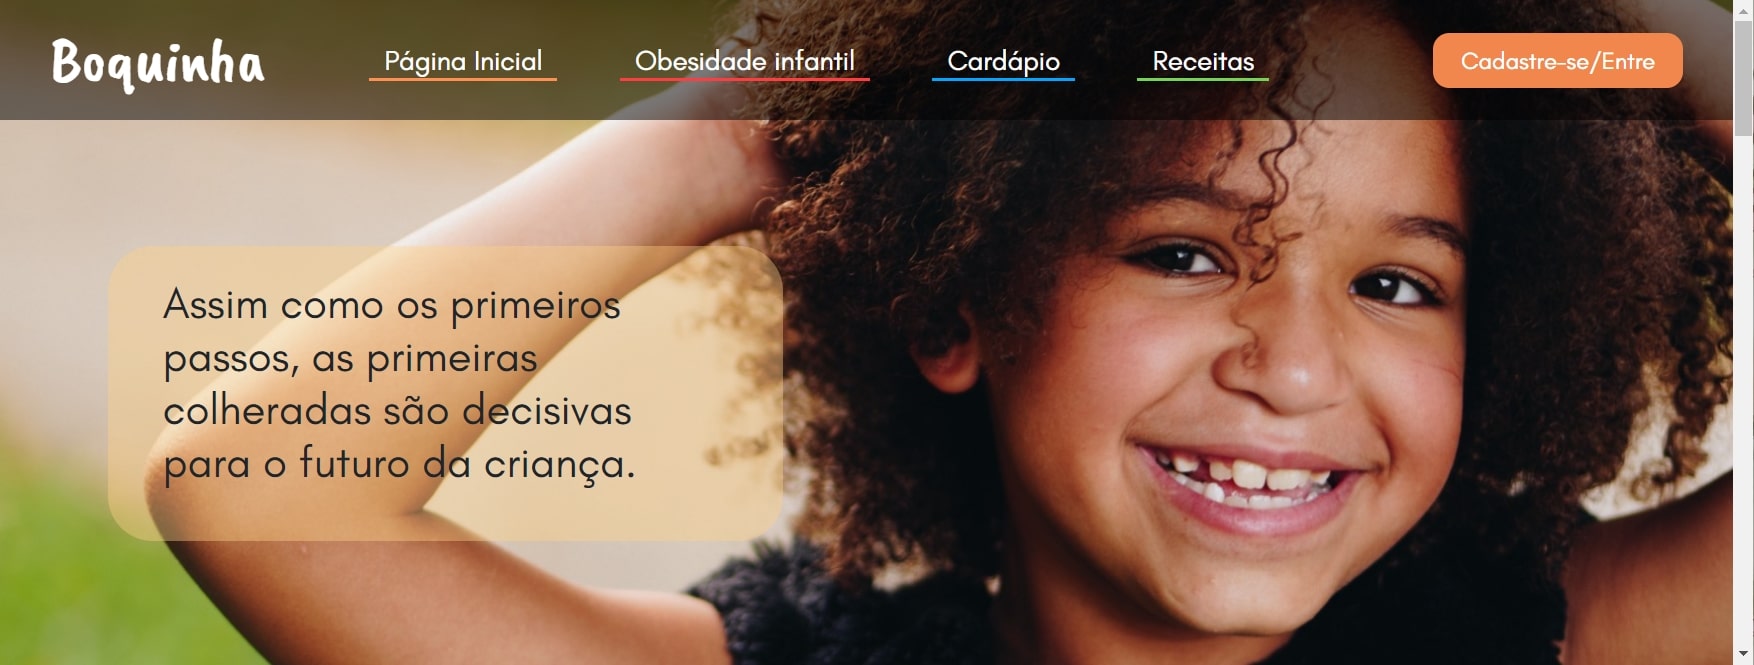 Boquinha
Página Inicial
Obesidade infantil
Cardápio
Receitas
Cadastre-se/Entre
Assim como os primeiros
passos, as primeiras
colheradas são decisivas
para o futuro da criança.